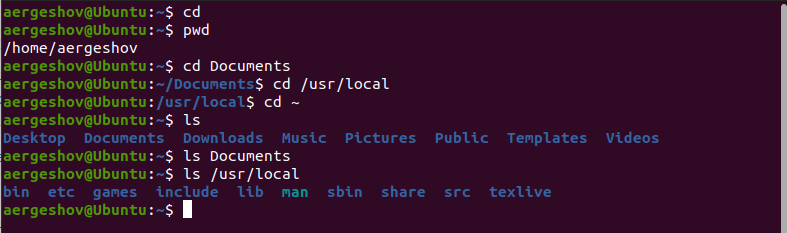 aergeshov@Ubuntu:~$ cd
aergeshov@Ubuntu:~$ pwd
/home/aergeshov
aergeshov@Ubuntu:~$ cd Documents
aergeshov@Ubuntu:~/Documents$ cd /usr/local
aergeshov@Ubuntu:/usr/local$ cd ~
aergeshov@Ubuntu:~$ ls
Desktop  Documents  Downloads  Music  Pictures  Public  Templates  Videos
aergeshov@Ubuntu:~$ ls Documents
aergeshov@Ubuntu:~$ ls /usr/local
bin  etc  games  include  lib  man  sbin  share  src  texlive
aergeshov@Ubuntu:~$